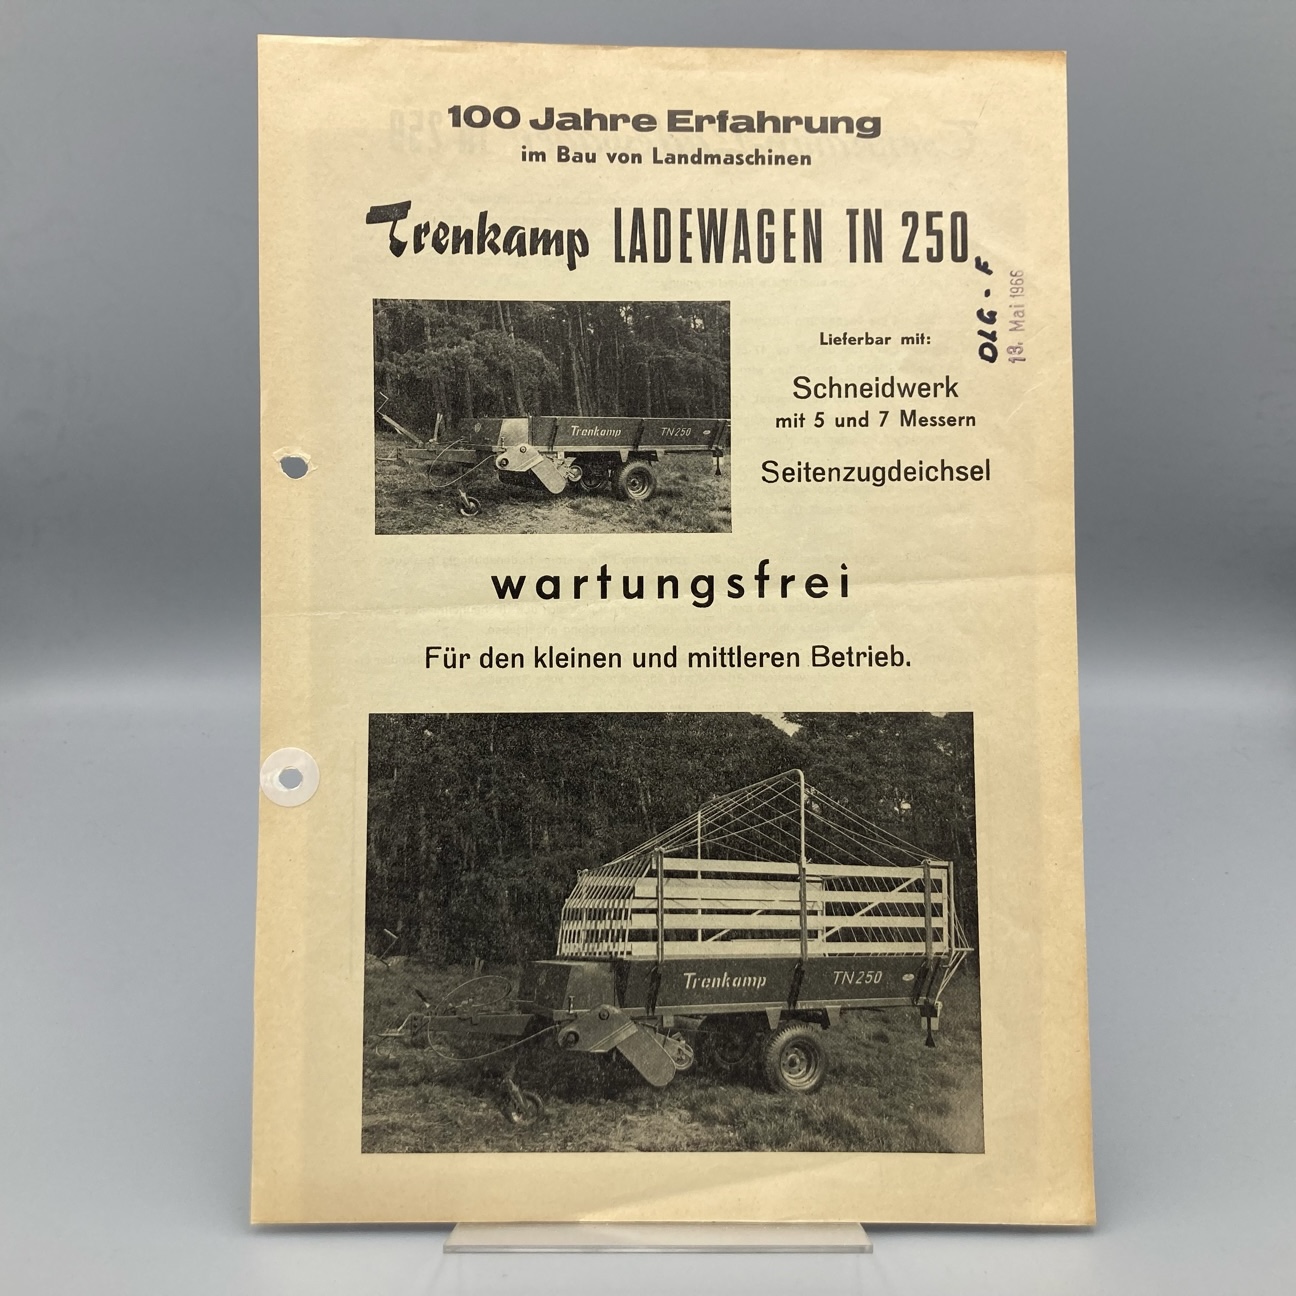 100 Jahre Erfahrung
im Bau von Landmaschinen
Trenkamp LADEWAGEN TN 250
DLG - F
13. Mai 1966
Lieferbar mit:
Schneidwerk
mit 5 und 7 Messern
Seitenzugdeichsel
Trenkamp TN250
wartungsfrei
Für den kleinen und mittleren Betrieb.
Trenkamp TN250